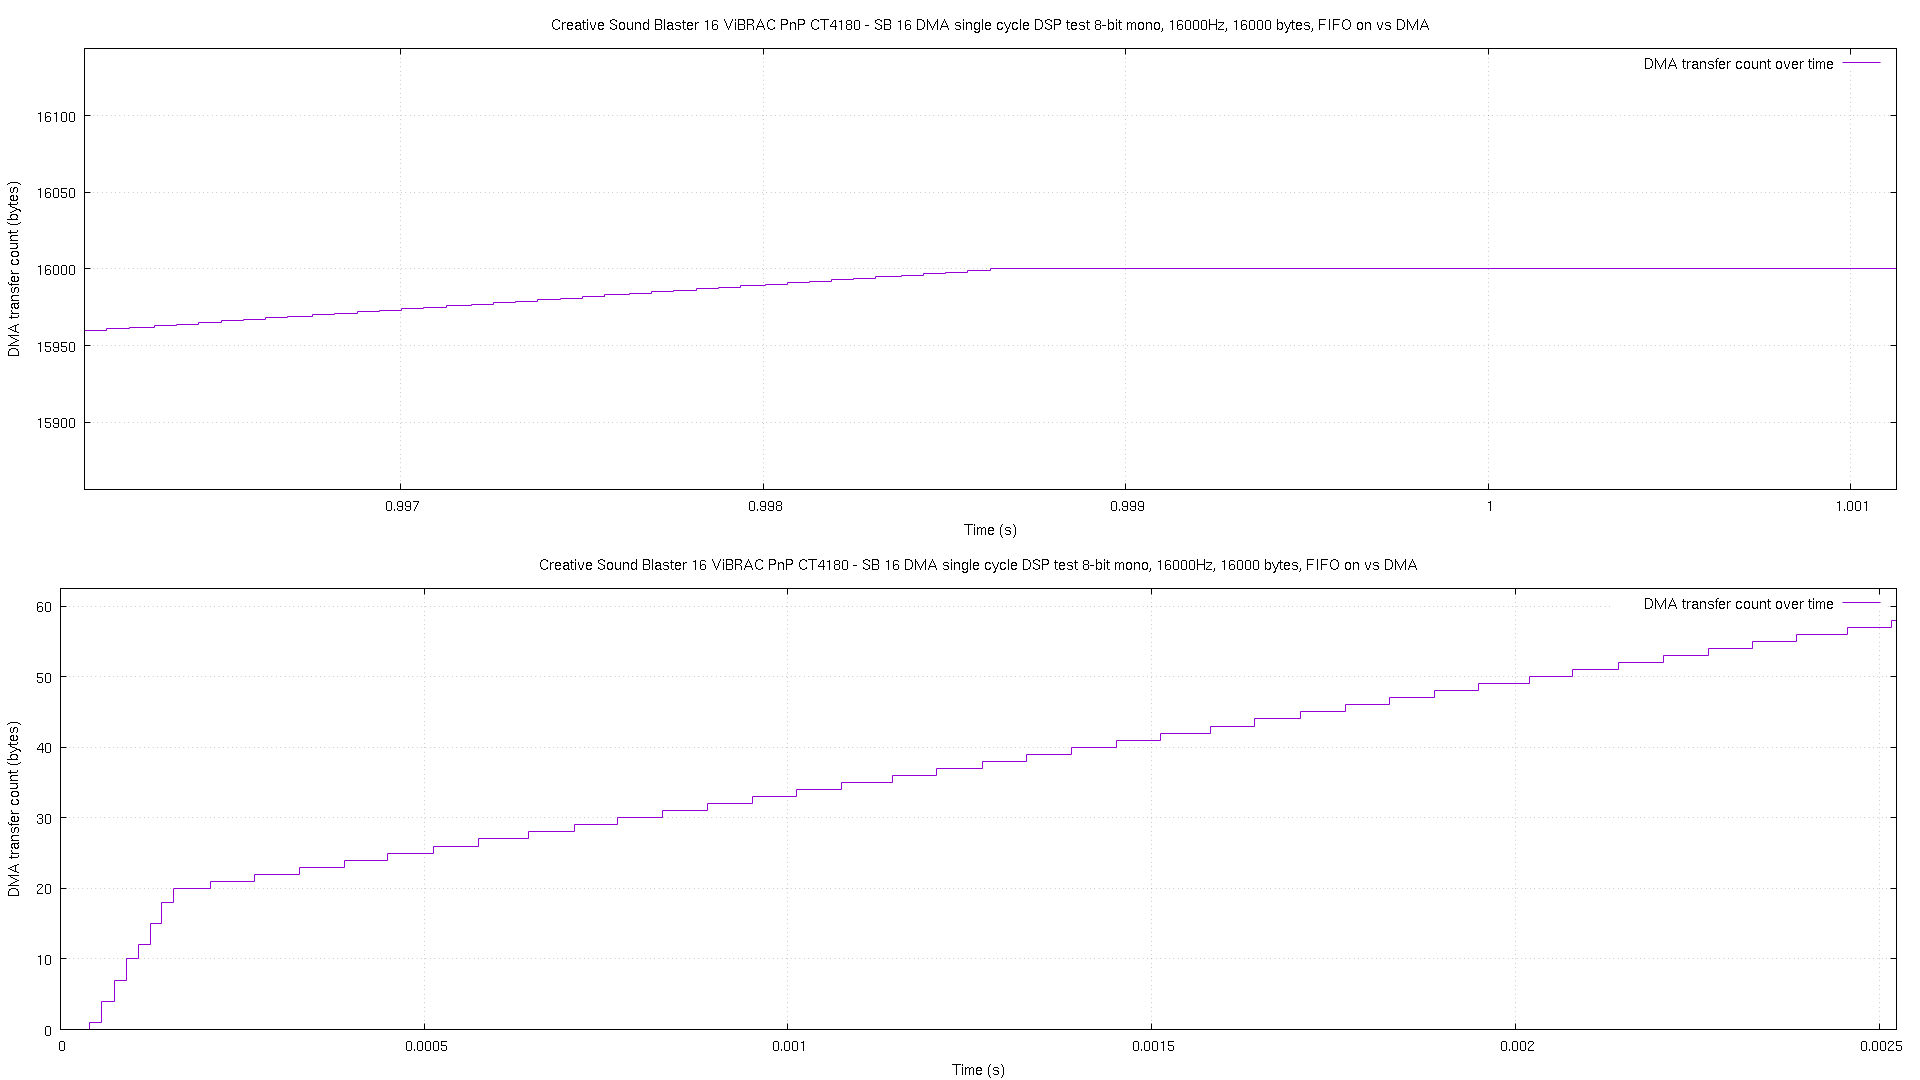 Creative Sound Blaster 16 ViBRAC PnP CT4180 - SB 16 DMA single cycle DSP test 8-bit mono, 16000Hz, 16000 bytes, FIFO on vs DMA
DMA transfer count over time
DMA transfer count (bytes)
16100
16050
16000
15950
15900
0.997 0.998 0.999 1 1.001
Time (s)
Creative Sound Blaster 16 ViBRAC PnP CT4180 - SB 16 DMA single cycle DSP test 8-bit mono, 16000Hz, 16000 bytes, FIFO on vs DMA
DMA transfer count over time
DMA transfer count (bytes)
60
50
40
30
20
10
0
0 0.0005 0.001 0.0015 0.002 0.0025
Time (s)